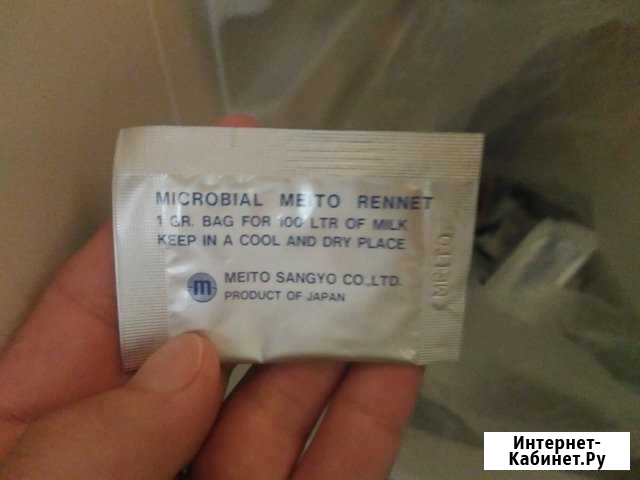 MICROBIAL MEITO RENNET
1 GR. BAG FOR 100 LTR OF MILK
KEEP IN A COOL AND DRY PLACE
m
MEITO SANGYO CO.,LTD.
PRODUCT OF JAPAN
MEITO
Интернет-
Кабинет.Ру